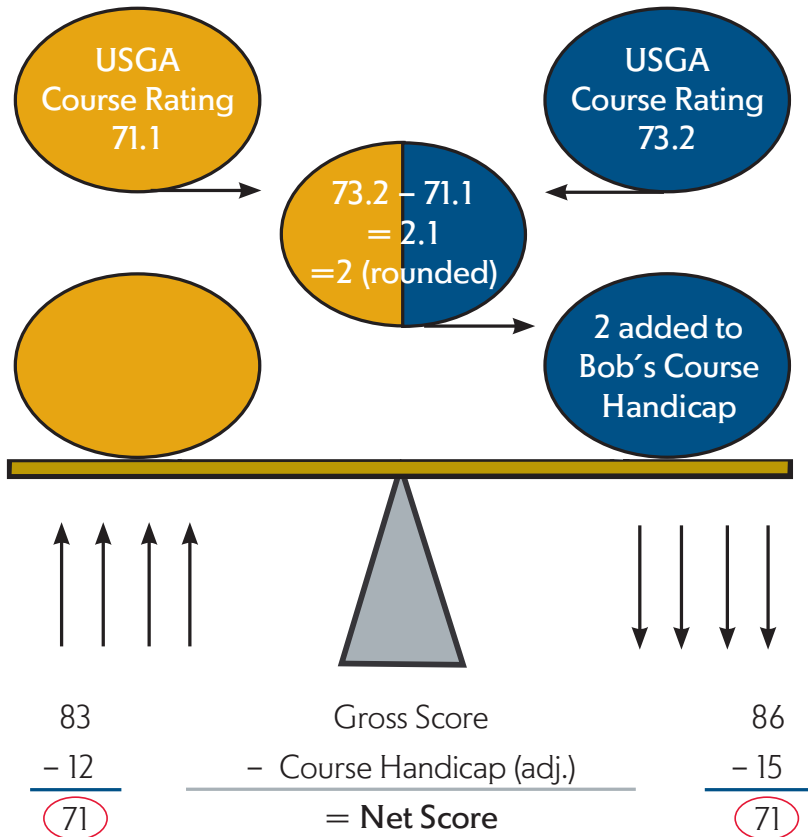 USGA
Course Rating
71.1
USGA
Course Rating
73.2
73.2 – 71.1
= 2.1
=2 (rounded)
2 added to
Bob´s Course
Handicap
83 Gross Score 86
– 12 – Course Handicap (adj.) – 15
71 = Net Score 71